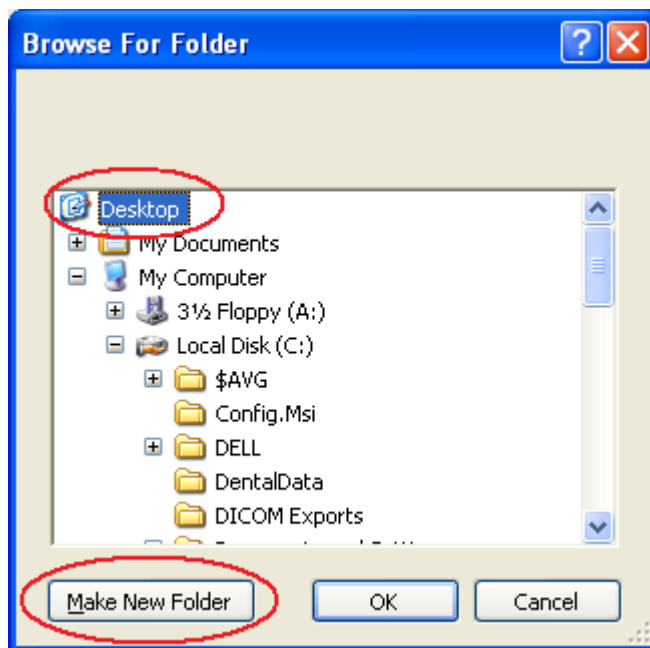 Browse For Folder
Desktop
My Documents
My Computer
3½ Floppy (A:)
Local Disk (C:)
$AVG
Config.Msi
DELL
DentalData
DICOM Exports
Make New Folder OK Cancel